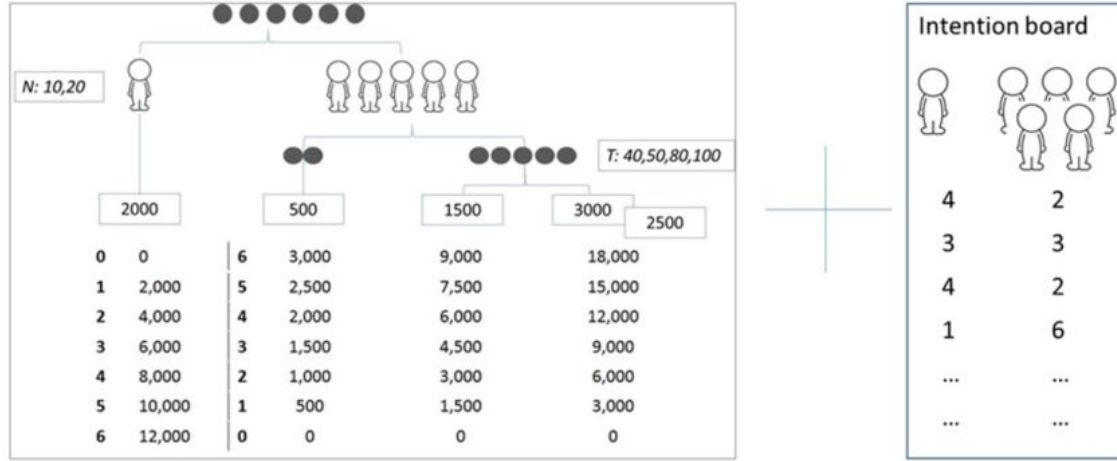 Intention board
N: 10,20
T: 40,50,80,100
2000 500 1500 3000
2500
0 0 6 3,000 9,000 18,000
1 2,000 5 2,500 7,500 15,000
2 4,000 4 2,000 6,000 12,000
3 6,000 3 1,500 4,500 9,000
4 8,000 2 1,000 3,000 6,000
5 10,000 1 500 1,500 3,000
6 12,000 0 0 0 0
4 2
3 3
4 2
1 6
... ...
... ...